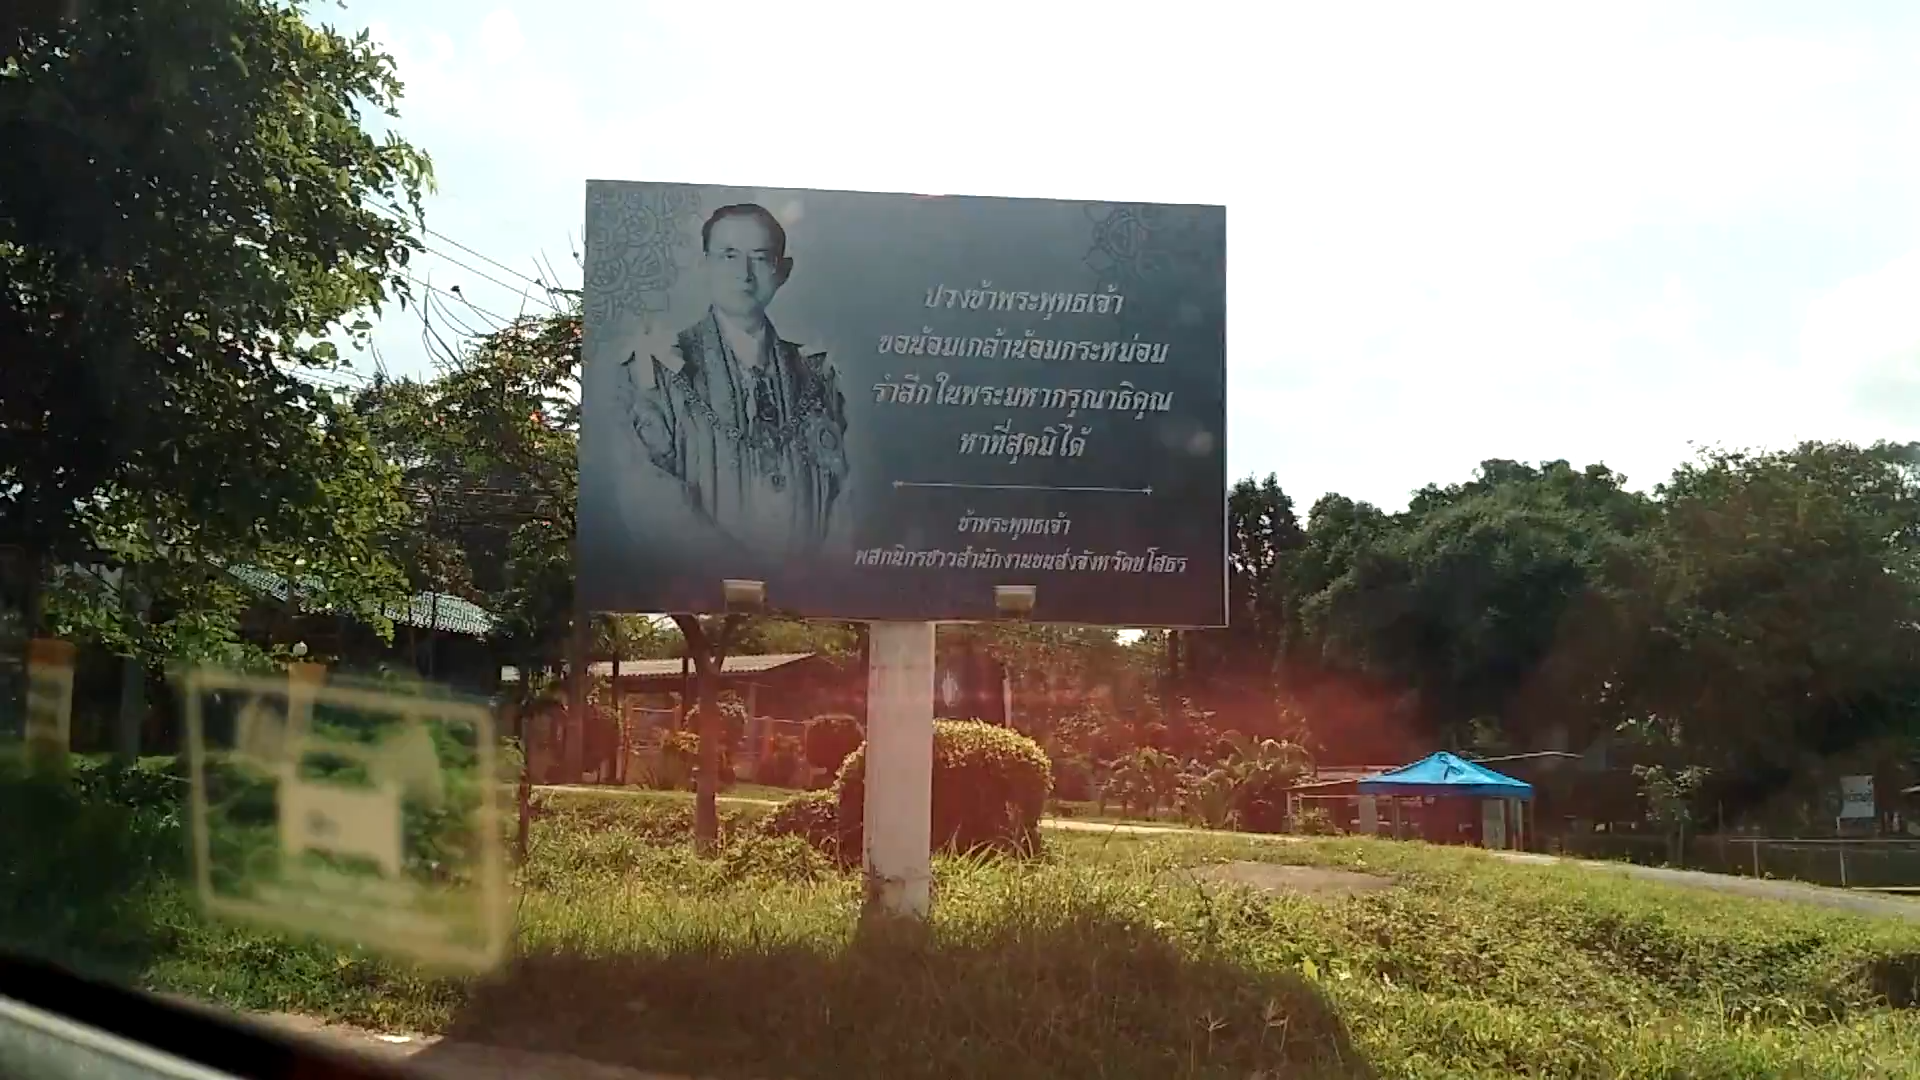 ปวงข้าพระพุทธเจ้า
ขอน้อมเกล้าน้อมกระหม่อม
รำลึกในพระมหากรุณาธิคุณ
หาที่สุดมิได้
ข้าพระพุทธเจ้า
พสกนิกรชาวสำนักงานขนส่งจังหวัดยโสธร